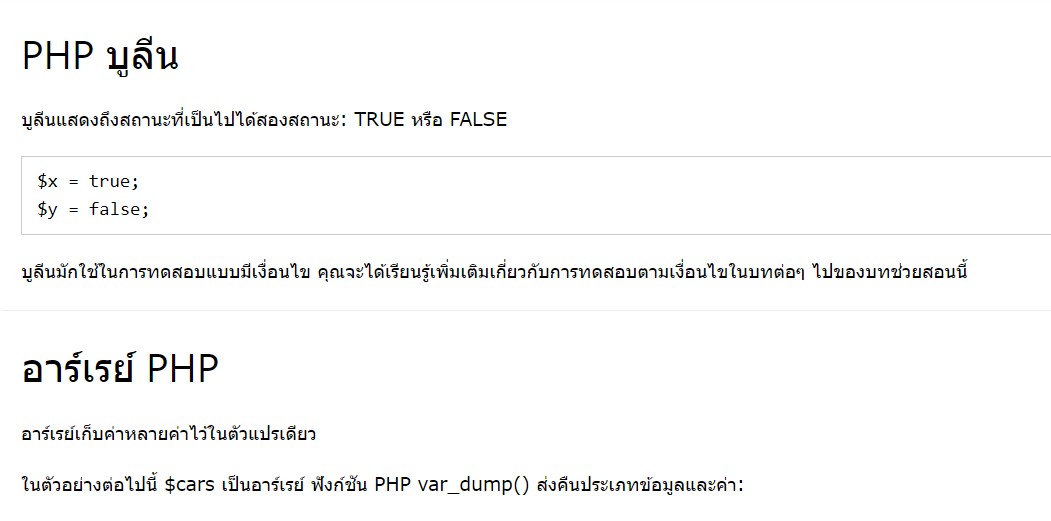 PHP บูลีน
บูลีนแสดงถึงสถานะที่เป็นไปได้สองสถานะ: TRUE หรือ FALSE
$x = true;
$y = false;
บูลีนมักใช้ในการทดสอบแบบมีเงื่อนไข คุณจะได้เรียนรู้เพิ่มเติมเกี่ยวกับการทดสอบตามเงื่อนไขในบทต่อๆ ไปของบทช่วยสอนนี้
อาร์เรย์ PHP
อาร์เรย์เก็บค่าหลายค่าไว้ในตัวแปรเดียว
ในตัวอย่างต่อไปนี้ $cars เป็นอาร์เรย์ ฟังก์ชัน PHP var_dump() ส่งคืนประเภทข้อมูลและค่า: